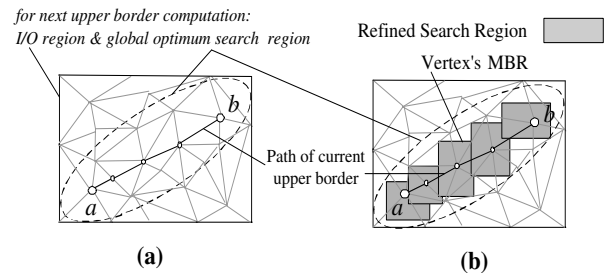 for next upper border computation:
I/O region & global optimum search region
Refined Search Region
Vertex's MBR
b
b
Path of current
upper border
a
a
(a)
(b)